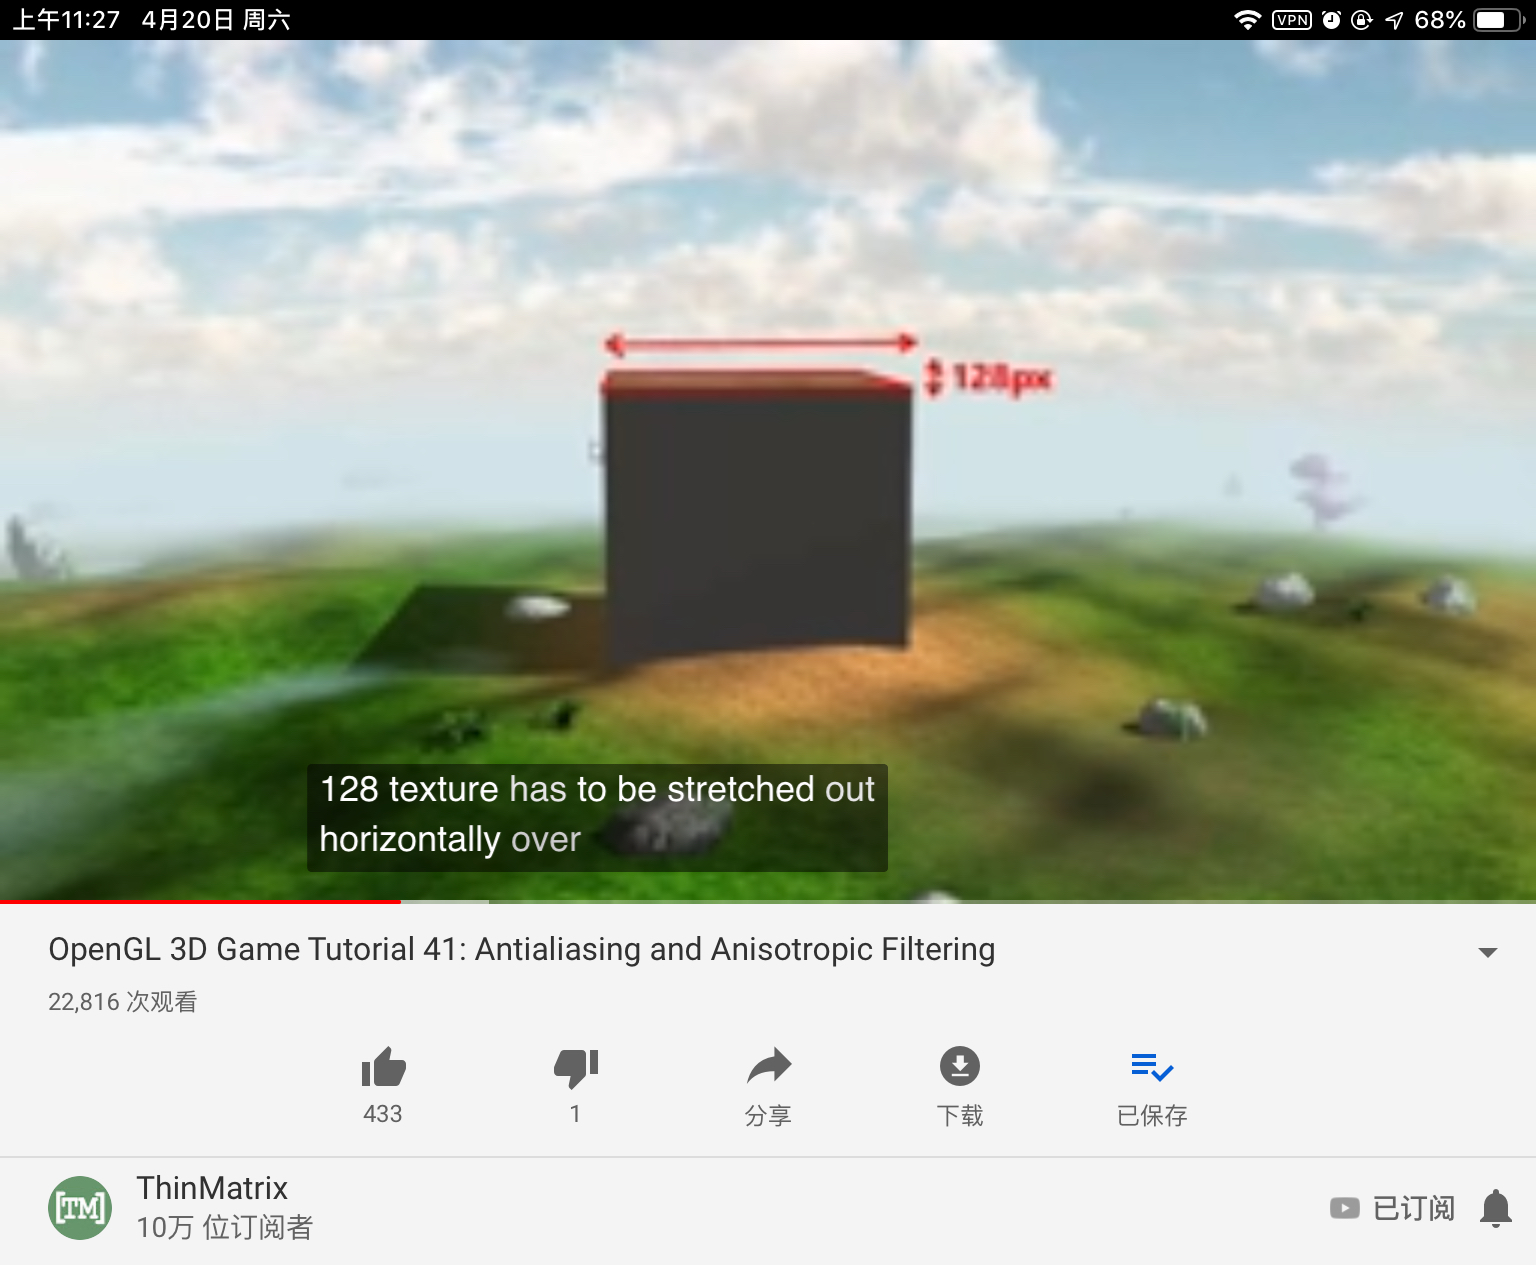 上午11:27 4月20日 周六
VPN
68%
128px
128 texture has to be stretched out
horizontally over
OpenGL 3D Game Tutorial 41: Antialiasing and Anisotropic Filtering
22,816 次观看
433
1
分享
下载
已保存
[TM]
ThinMatrix
10万 位订阅者
已订阅